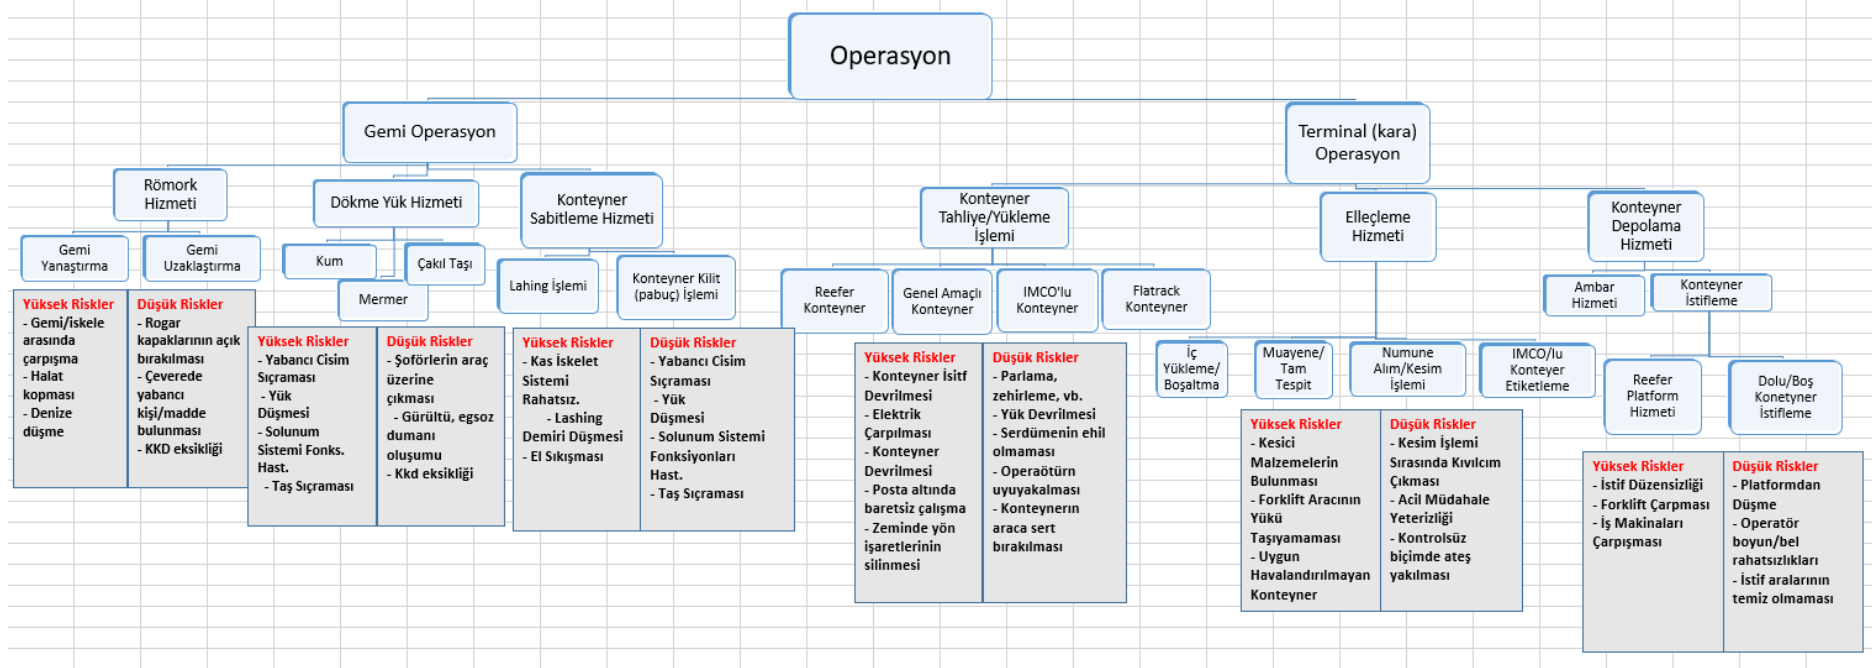 Operasyon
Gemi Operasyon
Terminal (kara)
Operasyon
Römork
Hizmeti
Dökme Yük Hizmeti
Konteyner
Sabitleme Hizmeti
Konteyner
Tahliye/Yükleme
İşlemi
Elleçleme
Hizmeti
Konteyner
Depolama
Hizmeti
Gemi
Yanaştırma
Gemi
Uzaklaştırma
Kum
Mermer
Çakıl Taşı
Lahing İşlemi
Konteyner Kilit
(pabuç) İşlemi
Reefer
Konteyner
Genel Amaçlı
Konteyner
IMCO'lu
Konteyner
Flatrack
Konteyner
İç
Yükleme/
Boşaltma
Muayene/
Tam
Tespit
Numune
Alım/Kesim
İşlemi
IMCO/lu
Konteyer
Etiketleme
Ambar
Hizmeti
Konteyner
İstifleme
Reefer
Platform
Hizmeti
Dolu/Boş
Konetyner
İstifleme
Yüksek Riskler
- Gemi/iskele
arasında
çarpışma
- Halat
kopması
- Denize
düşme
Düşük Riskler
- Rogar
kapaklarının açık
bırakılması
- Çeverede
yabancı
kişi/madde
bulunması
- KKD eksikliği
Yüksek Riskler
- Yabancı Cisim
Sıçraması
- Yük
Düşmesi
- Solunum
Sistemi Fonks.
Hast.
- Taş Sıçraması
Düşük Riskler
- Şoförlerin araç
üzerine
çıkması
- Gürültü, egsoz
dumanı
oluşumu
- Kkd eksikliği
Yüksek Riskler
- Kas İskelet
Sistemi
Rahatsız.
- Lashing
Demiri Düşmesi
- El Sıkışması
Düşük Riskler
- Yabancı Cisim
Sıçraması
- Yük
Düşmesi
- Solunum Sistemi
Fonksiyonları
Hast.
- Taş Sıçraması
Yüksek Riskler
- Konteyner İsitf
Devrilmesi
- Elektrik
Çarpılması
- Konteyner
Devrilmesi
- Posta altında
baretsiz çalışma
- Zeminde yön
işaretlerinin
silinmesi
Düşük Riskler
- Parlama,
zehirleme, vb.
- Yük Devrilmesi
- Serdümenin ehil
olmaması
- Operaötürn
uyuyakalması
- Konteynerın
araca sert
bırakılması
Yüksek Riskler
- Kesici
Malzemelerin
Bulunması
- Forklift Aracının
Yükü
Taşıyamaması
- Uygun
Havalandırılmayan
Konteyner
Düşük Riskler
- Kesim İşlemi
Sırasında Kıvılcım
Çıkması
- Acil Müdahale
Yeterizliği
- Kontrolsüz
biçimde ateş
yakılması
Yüksek Riskler
- İstif Düzensizliği
- Forklift Çarpması
- İş Makinaları
Çarpışması
Düşük Riskler
- Platformdan
Düşme
- Operatör
boyun/bel
rahatsızlıkları
- İstif aralarının
temiz olmaması